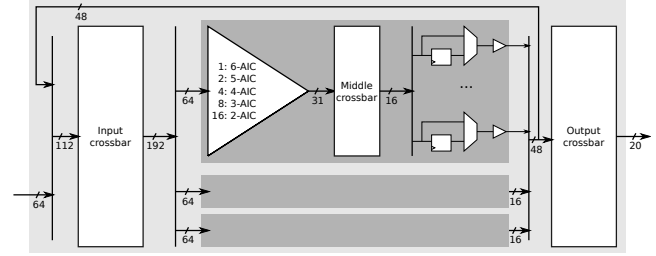 48
1: 6-AIC
2: 5-AIC
4: 4-AIC
8: 3-AIC
16: 2-AIC
Middle
crossbar
...
64
31
16
Input
crossbar
Output
crossbar
112
192
48
20
64
64
16
64
16